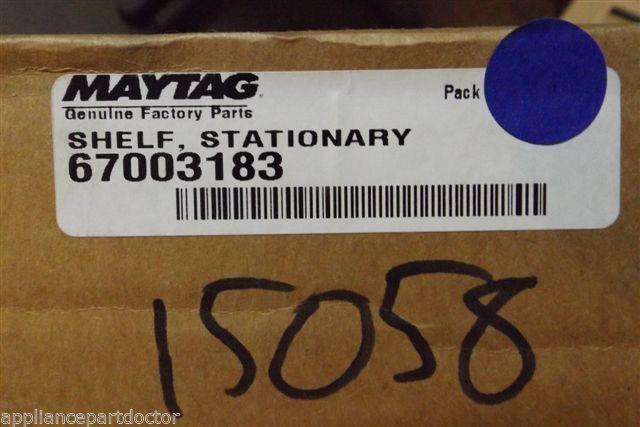 MAYTAG Pack
Genuine Factory Parts
SHELF, STATIONARY
67003183
15058
appliancepartdoctor